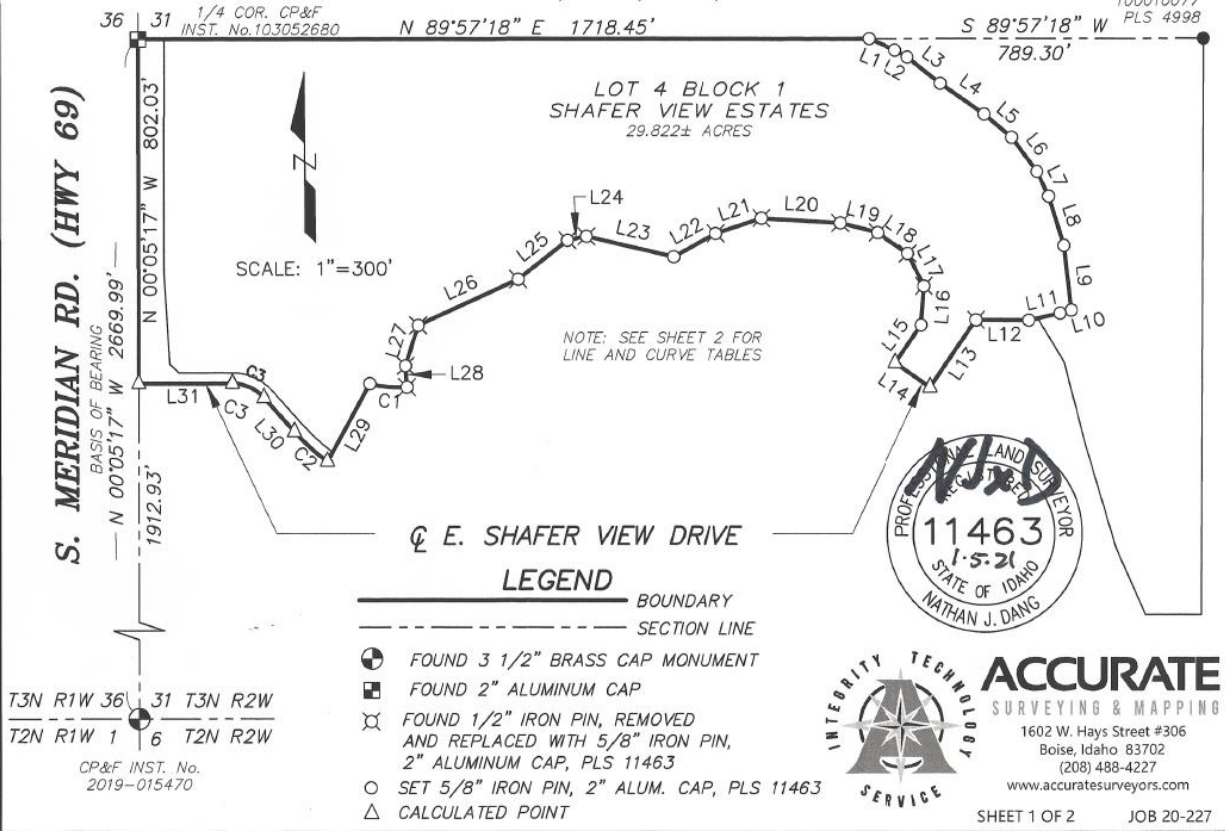 100010077
PLS 4998
36 31
1/4 COR. CP&F
INST. No.103052680
N 89°57'18" E 1718.45'
S 89°57'18" W
789.30'
L1
L2
L3
L4
L5
L6
L7
L8
L9
L10
L11
L12
L13
L14
L15
L16
L17
L18
L19
L20
L21
L22
L23
L24
L25
L26
L27
L28
C1
L29
C2
L30
C3
C3
L31
LOT 4 BLOCK 1
SHAFER VIEW ESTATES
29.822± ACRES
S. MERIDIAN RD. (HWY 69)
BASIS OF BEARING
N 00°05'17" W 2669.99'
N 00°05'17" W 802.03'
1912.93'
N
SCALE: 1"=300'
NOTE: SEE SHEET 2 FOR
LINE AND CURVE TABLES
℄ E. SHAFER VIEW DRIVE
PROFESSIONAL LAND SURVEYOR
REGISTERED
11463
1·5·21
STATE OF IDAHO
NATHAN J. DANG
LEGEND
BOUNDARY
SECTION LINE
FOUND 3 1/2" BRASS CAP MONUMENT
FOUND 2" ALUMINUM CAP
FOUND 1/2" IRON PIN, REMOVED
AND REPLACED WITH 5/8" IRON PIN,
2" ALUMINUM CAP, PLS 11463
SET 5/8" IRON PIN, 2" ALUM. CAP, PLS 11463
CALCULATED POINT
T3N R1W 36 31 T3N R2W
T2N R1W 1 6 T2N R2W
CP&F INST. No.
2019-015470
INTEGRITY TECHNOLOGY
SERVICE
ACCURATE
SURVEYING & MAPPING
1602 W. Hays Street #306
Boise, Idaho 83702
(208) 488-4227
www.accuratesurveyors.com
SHEET 1 OF 2 JOB 20-227